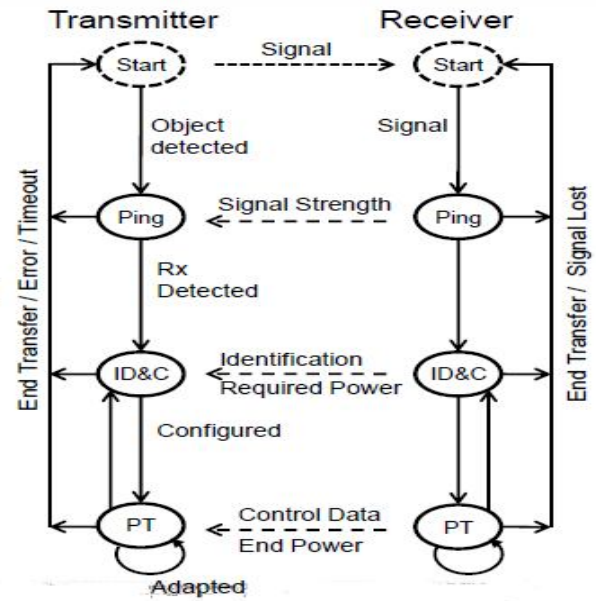 Transmitter
Receiver
Signal
Start
Start
Object
detected
Signal
Ping
Signal Strength
Ping
Rx
Detected
ID&C
Identification
Required Power
ID&C
Configured
PT
Control Data
End Power
PT
Adapted
End Transfer / Error / Timeout
End Transfer / Signal Lost